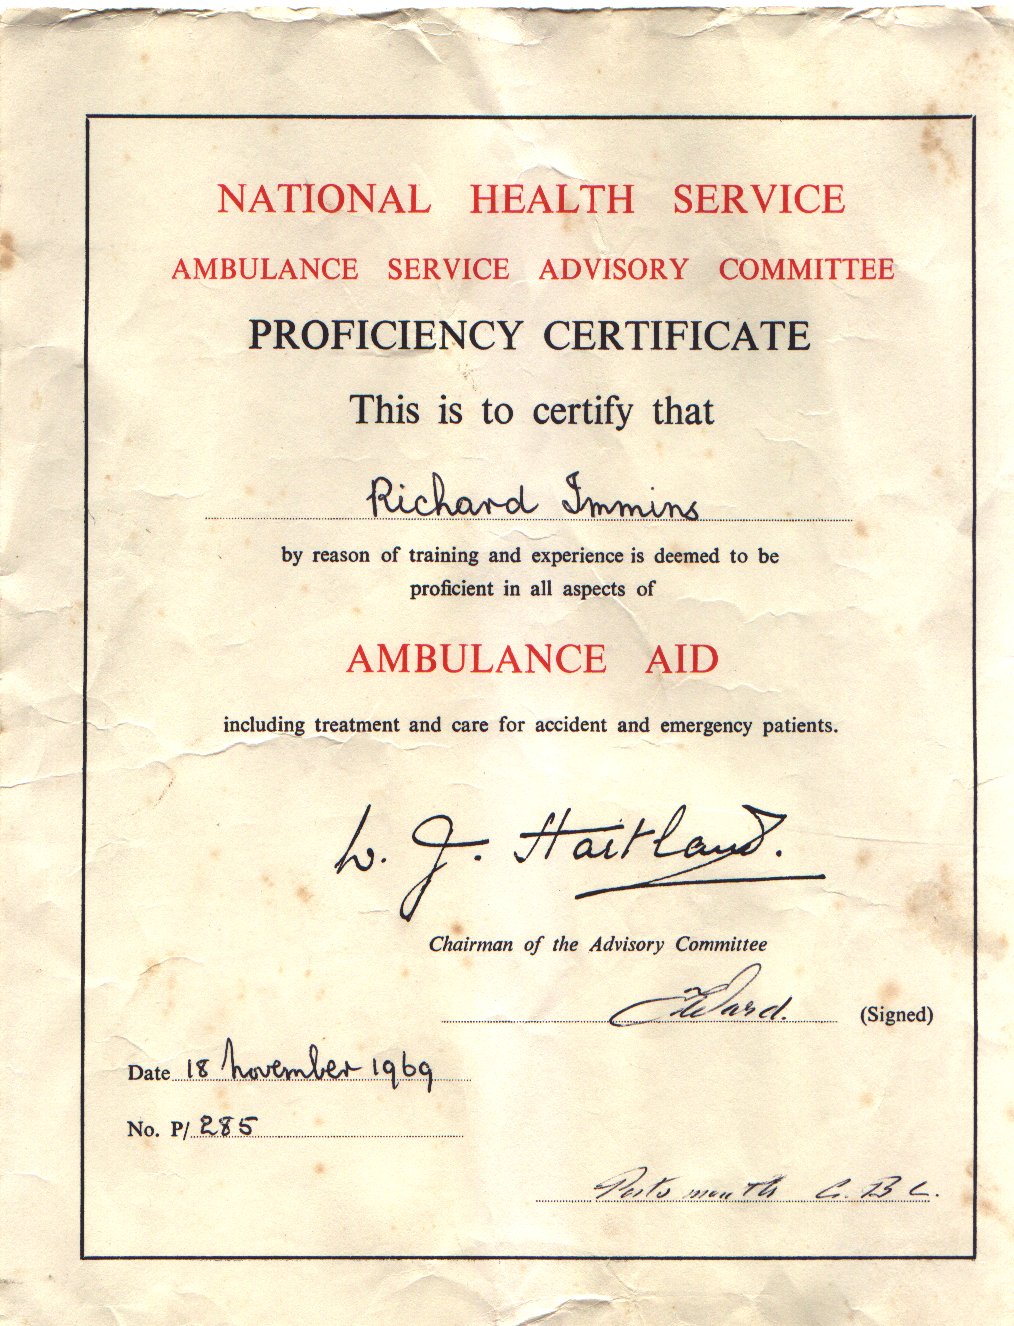 NATIONAL HEALTH SERVICE
AMBULANCE SERVICE ADVISORY COMMITTEE
PROFICIENCY CERTIFICATE
This is to certify that
Richard Immins
by reason of training and experience is deemed to be
proficient in all aspects of
AMBULANCE AID
including treatment and care for accident and emergency patients.
W. J. Hartland.
Chairman of the Advisory Committee
Ward. (Signed)
Date 18 November 1969
No. P/ 285
Portsmouth C. B. C.